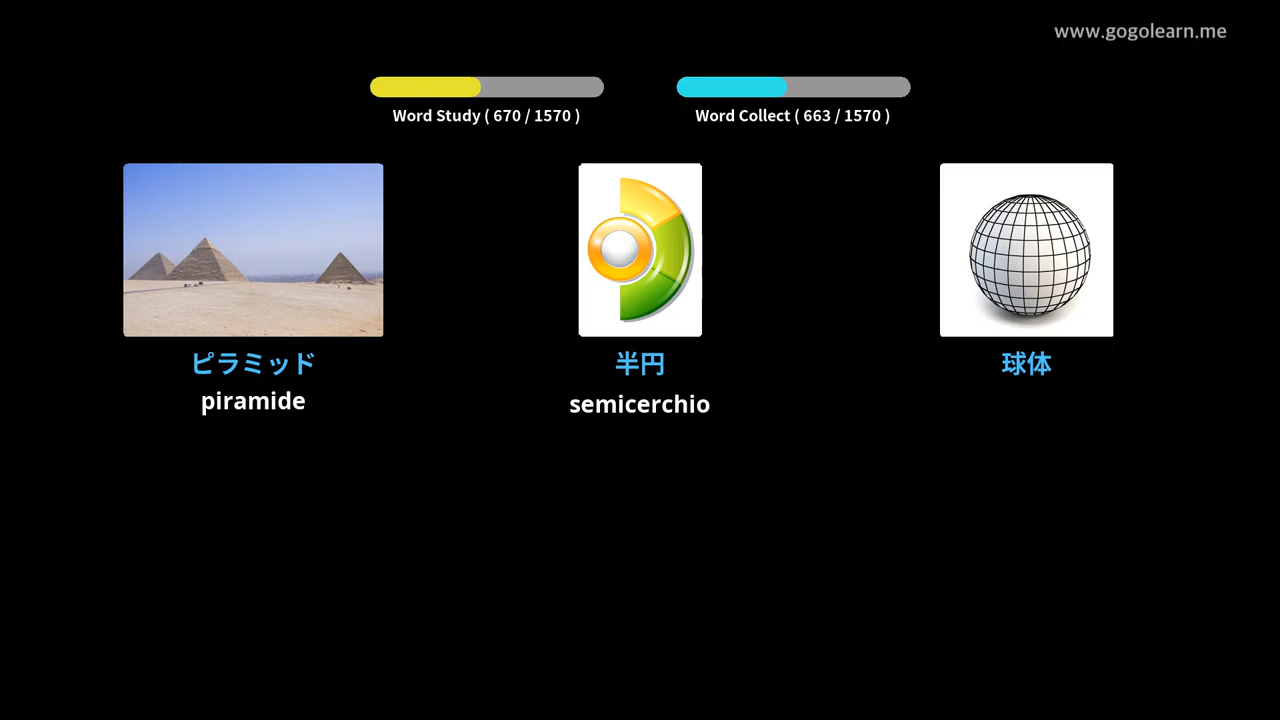 www.gogolearn.me
Word Study ( 670 / 1570 )
Word Collect ( 663 / 1570 )
ピラミッド
半円
球体
piramide
semicerchio